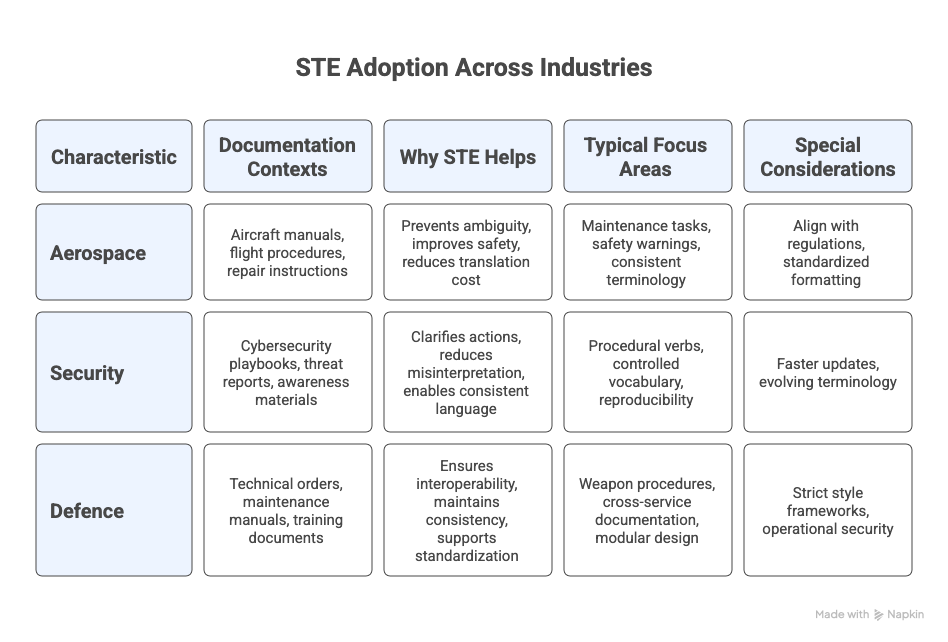 STE Adoption Across Industries
Characteristic
Documentation
Contexts
Why STE Helps
Typical Focus
Areas
Special
Considerations
Aerospace
Aircraft manuals,
flight procedures,
repair instructions
Prevents ambiguity,
improves safety,
reduces translation
cost
Maintenance tasks,
safety warnings,
consistent
terminology
Align with
regulations,
standardized
formatting
Security
Cybersecurity
playbooks, threat
reports, awareness
materials
Clarifies actions,
reduces
misinterpretation,
enables consistent
language
Procedural verbs,
controlled
vocabulary,
reproducibility
Faster updates,
evolving terminology
Defence
Technical orders,
maintenance
manuals, training
documents
Ensures
interoperability,
maintains
consistency,
supports
standardization
Weapon procedures,
cross-service
documentation,
modular design
Strict style
frameworks,
operational security
Made with Napkin